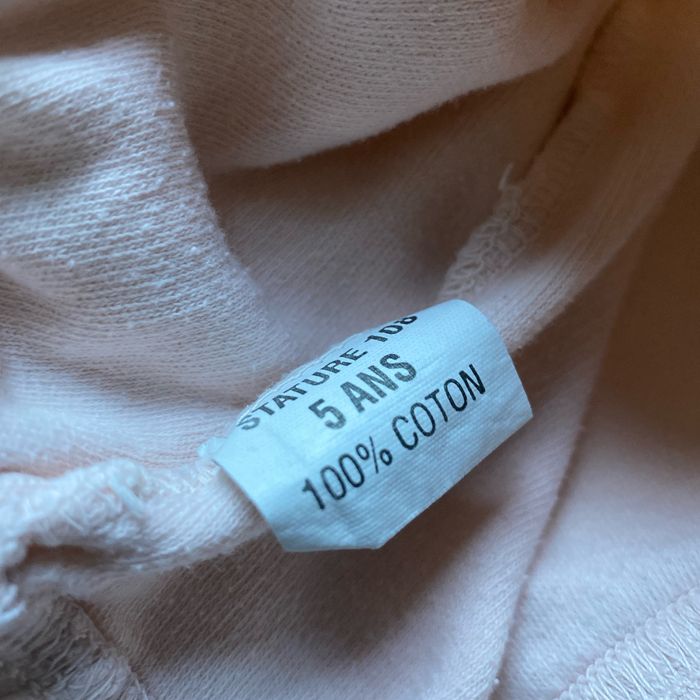 STATURE 108
5 ANS
100% COTON